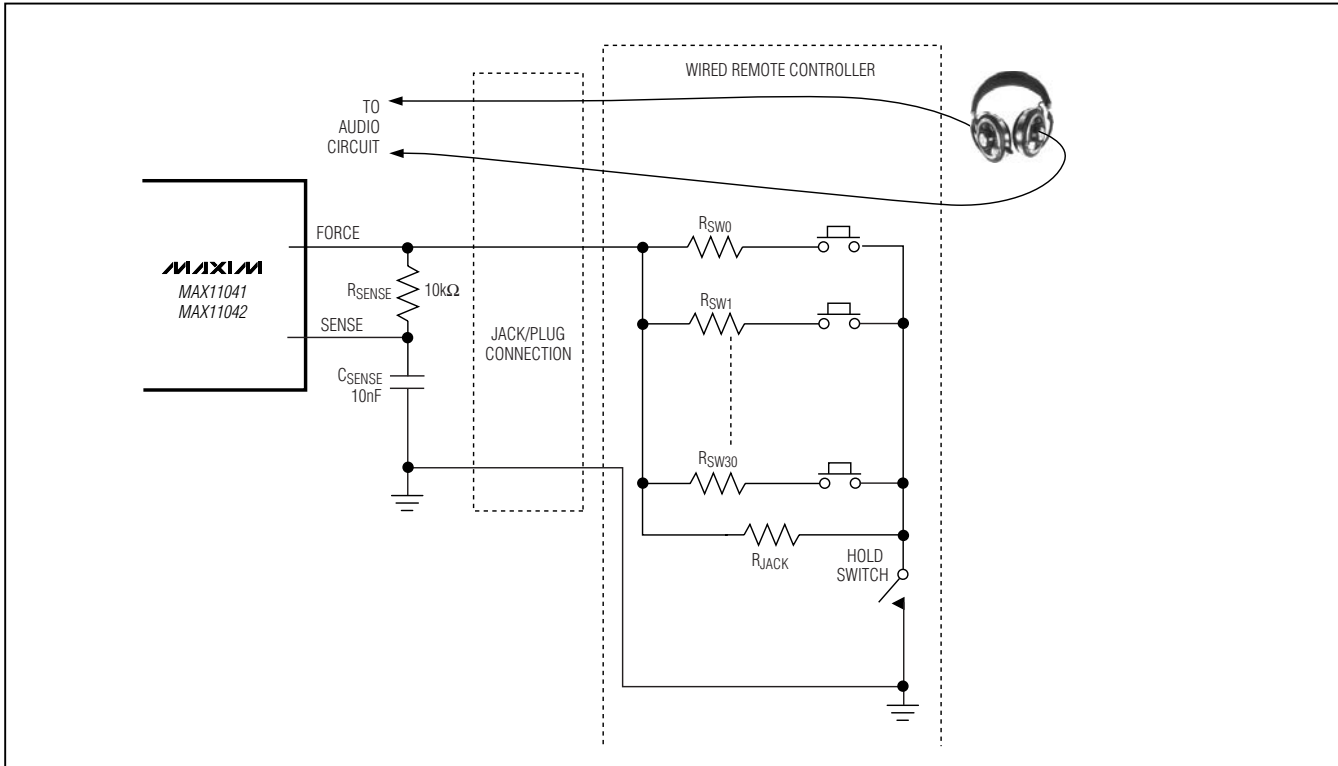 WIRED REMOTE CONTROLLER
TO
AUDIO
CIRCUIT
FORCE
MAXIM
MAX11041
MAX11042
RSENSE
10kΩ
SENSE
CSENSE
10nF
JACK/PLUG
CONNECTION
RSW0
RSW1
RSW30
RJACK
HOLD
SWITCH